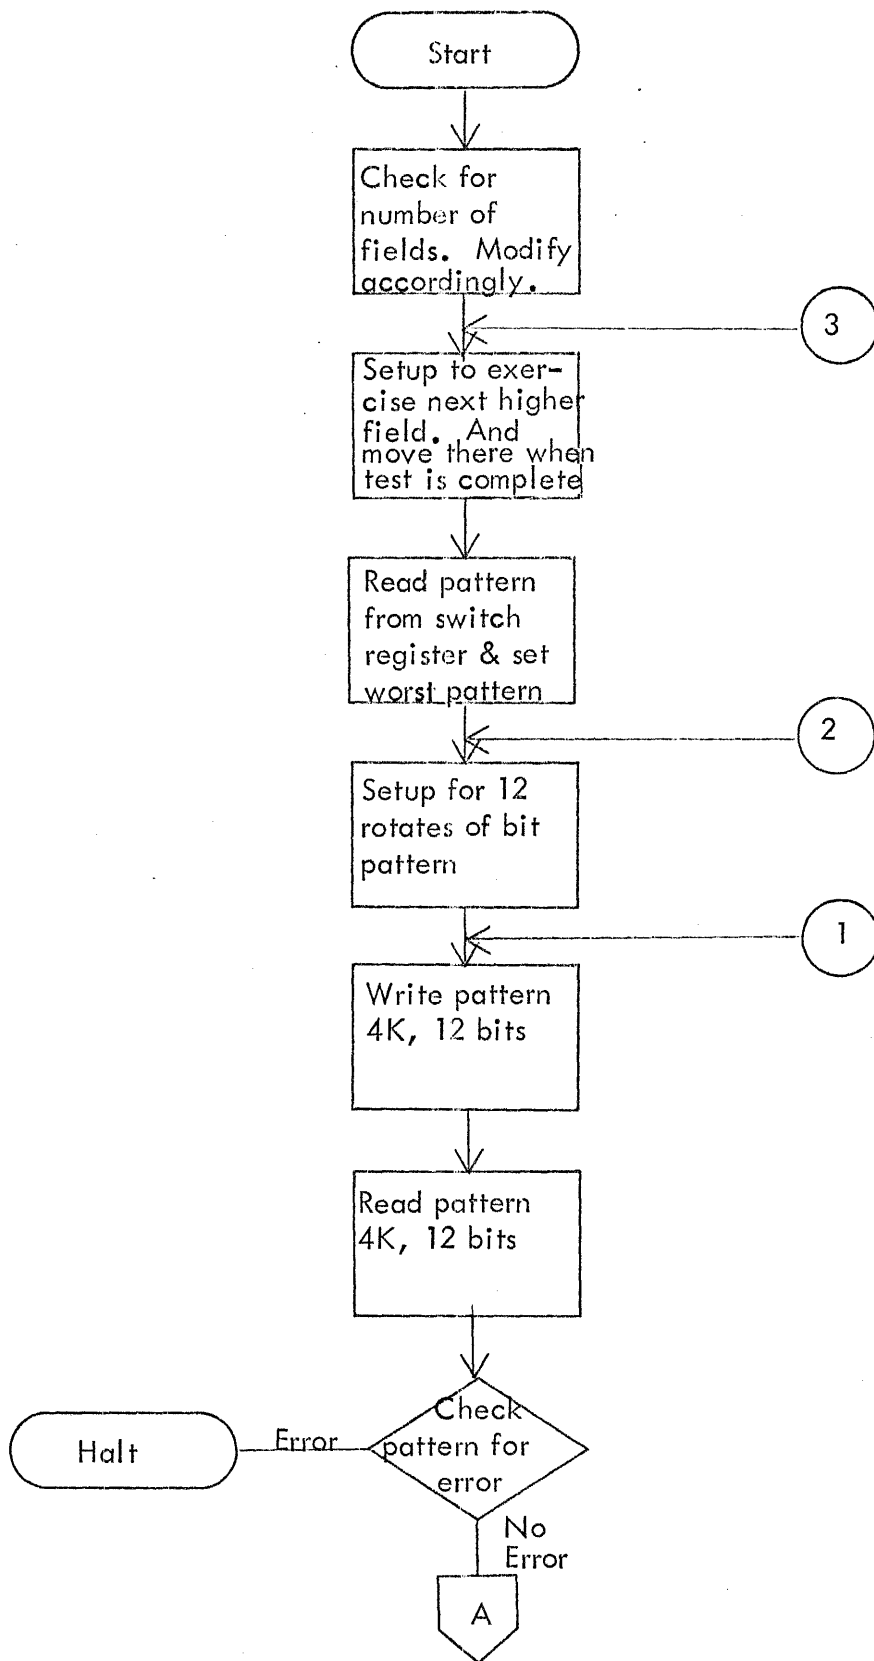 Start
Check for
number of
fields. Modify
accordingly.
3
Setup to exer-
cise next higher
field. And
move there when
test is complete
Read pattern
from switch
register & set
worst pattern
2
Setup for 12
rotates of bit
pattern
1
Write pattern
4K, 12 bits
Read pattern
4K, 12 bits
Check
pattern for
error
Error
Halt
No
Error
A